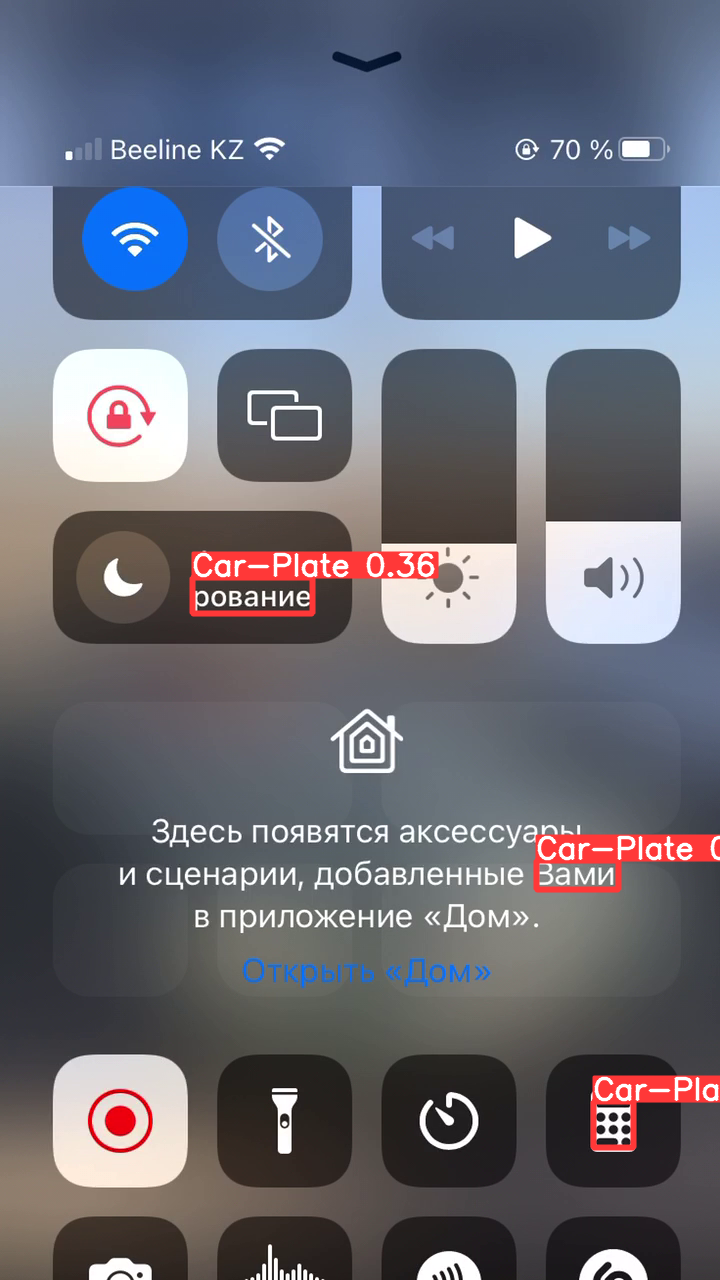 Beeline KZ 70 %
Car-Plate 0.36
рование
Здесь появятся аксессуары
Car-Plate 0
и сценарии, добавленные Вами
в приложение «Дом».
Открыть «Дом»
Car-Pla